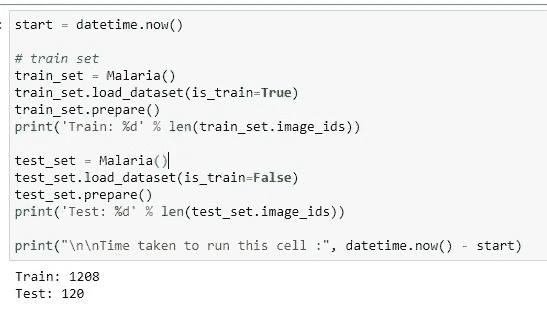 start = datetime.now()
# train set
train_set = Malaria()
train_set.load_dataset(is_train=True)
train_set.prepare()
print('Train: %d' % len(train_set.image_ids))
test_set = Malaria()
test_set.load_dataset(is_train=False)
test_set.prepare()
print('Test: %d' % len(test_set.image_ids))
print("\n\nTime taken to run this cell :", datetime.now() - start)
Train: 1208
Test: 120